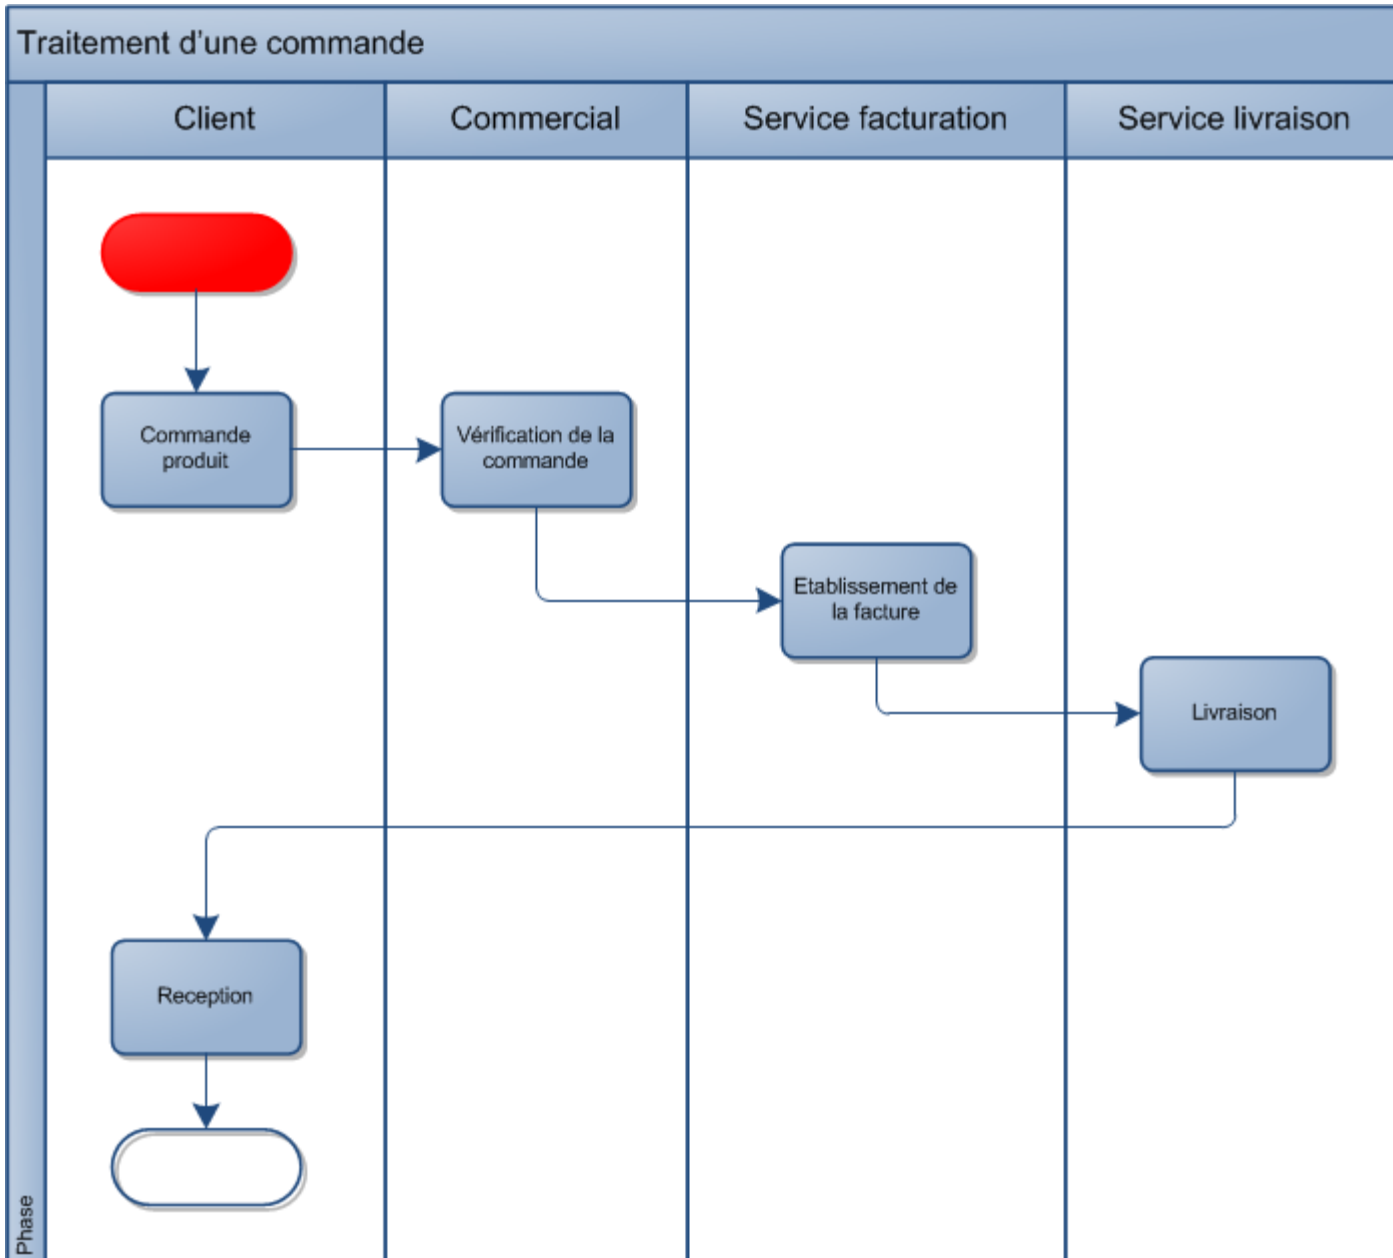 Traitement d'une commande
Client
Commercial
Service facturation
Service livraison
Commande
produit
Vérification de la
commande
Etablissement de
la facture
Livraison
Reception
Phase